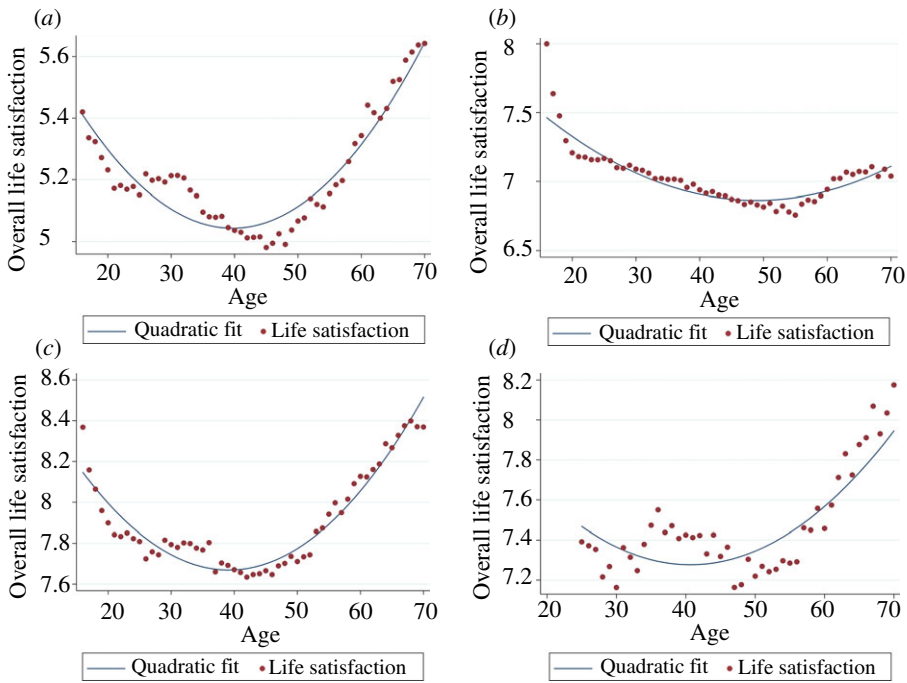 (a)
Overall life satisfaction
5.6
5.4
5.2
5
20 30 40 50 60 70
Age
Quadratic fit Life satisfaction
(b)
Overall life satisfaction
8
7.5
7
6.5
20 30 40 50 60 70
Age
Quadratic fit Life satisfaction
(c)
Overall life satisfaction
8.6
8.4
8.2
8.0
7.8
7.6
20 30 40 50 60 70
Age
Quadratic fit Life satisfaction
(d)
Overall life satisfaction
8.2
8
7.8
7.6
7.4
7.2
20 30 40 50 60 70
Age
Quadratic fit Life satisfaction